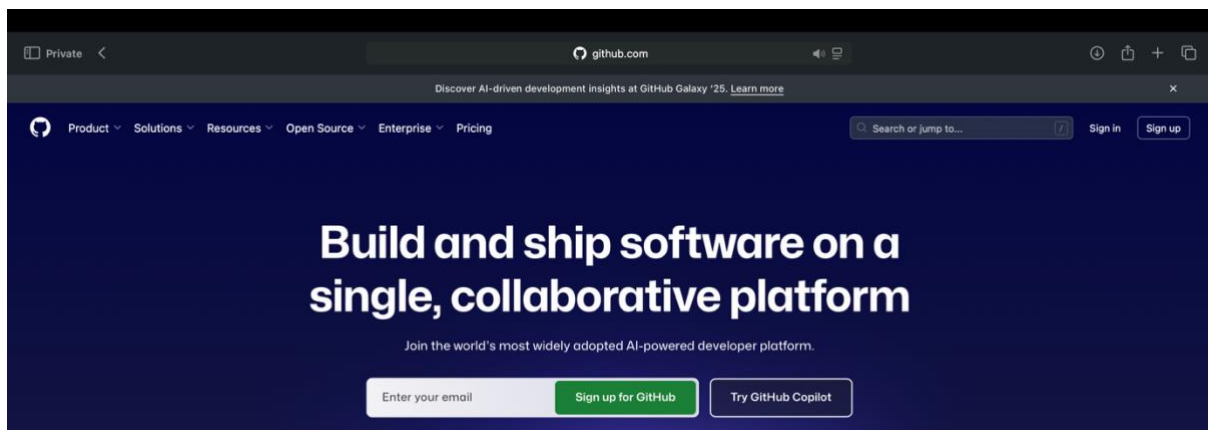 Private
github.com
Discover AI-driven development insights at GitHub Galaxy '25. Learn more
Product Solutions Resources Open Source Enterprise Pricing Search or jump to... / Sign in Sign up
Build and ship software on a
single, collaborative platform
Join the world's most widely adopted AI-powered developer platform.
Enter your email Sign up for GitHub Try GitHub Copilot